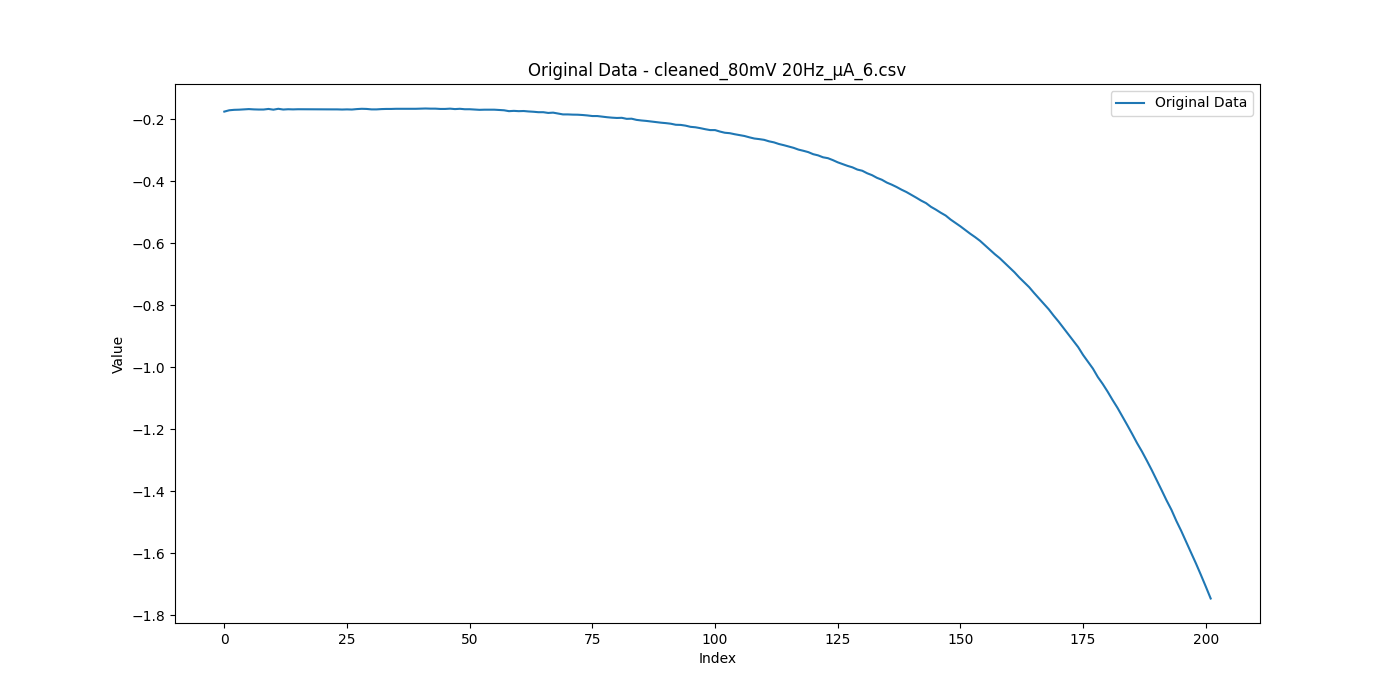 Original Data - cleaned_80mV 20Hz_µA_6.csv
Original Data
−0.2
−0.4
−0.6
−0.8
−1.0
−1.2
−1.4
−1.6
−1.8
Value
0 25 50 75 100 125 150 175 200
Index